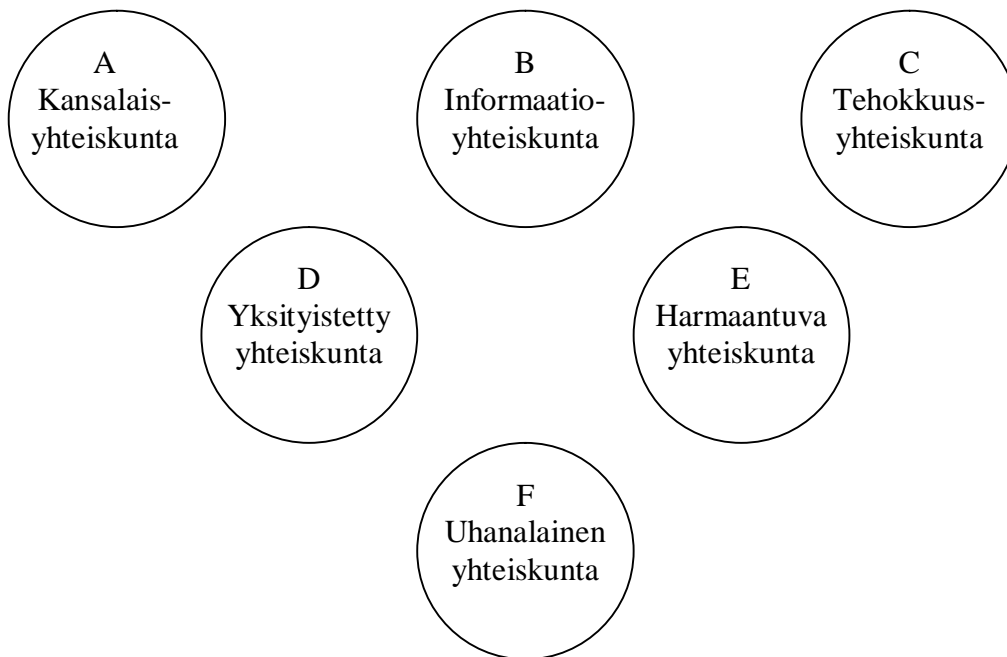 A
Kansalais-
yhteiskunta
B
Informaatio-
yhteiskunta
C
Tehokkuus-
yhteiskunta
D
Yksityistetty
yhteiskunta
E
Harmaantuva
yhteiskunta
F
Uhanalainen
yhteiskunta